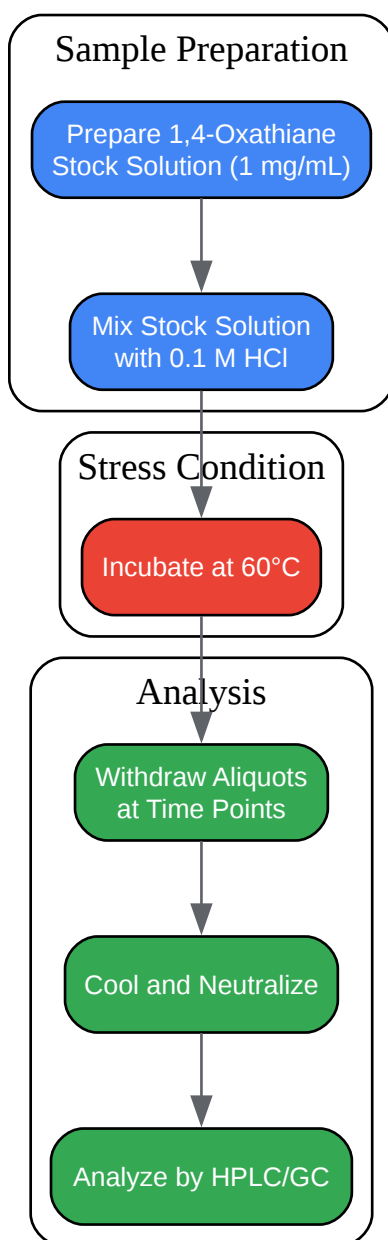 Sample Preparation
Prepare 1,4-Oxathiane
Stock Solution (1 mg/mL)
Mix Stock Solution
with 0.1 M HCl
Stress Condition
Incubate at 60°C
Analysis
Withdraw Aliquots
at Time Points
Cool and Neutralize
Analyze by HPLC/GC